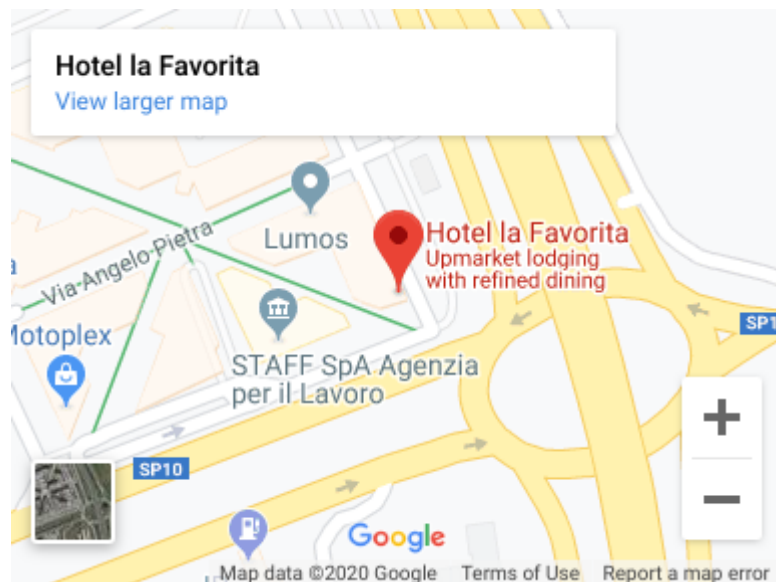 Hotel la Favorita
View larger map
Lumos
Hotel la Favorita
Upmarket lodging
with refined dining
Via Angelo Pietra
Motoplex
STAFF SpA Agenzia
per il Lavoro
SP10
Google
Map data ©2020 Google Terms of Use Report a map error